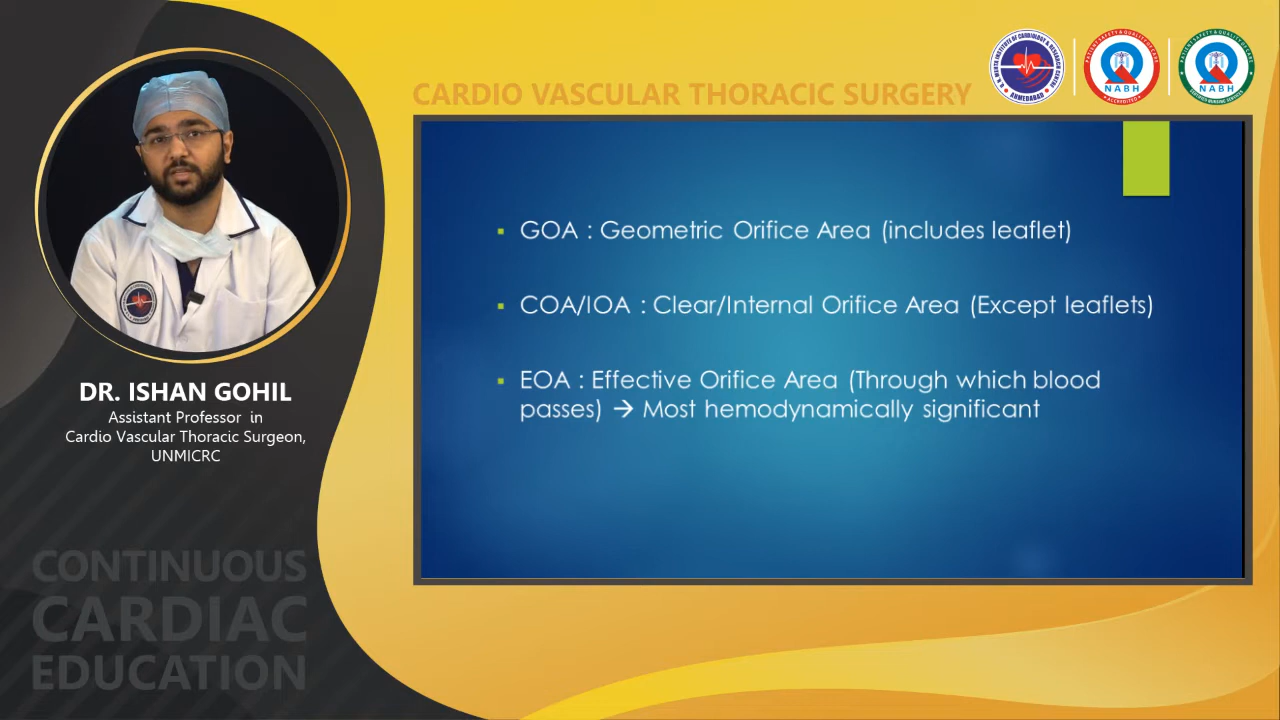 CARDIO VASCULAR THORACIC SURGERY
NABH
NABH
GOA : Geometric Orifice Area (includes leaflet)
COA/IOA : Clear/Internal Orifice Area (Except leaflets)
EOA : Effective Orifice Area (Through which blood
passes) → Most hemodynamically significant
DR. ISHAN GOHIL
Assistant Professor in
Cardio Vascular Thoracic Surgeon,
UNMICRC
CONTINUOUS
CARDIAC
EDUCATION